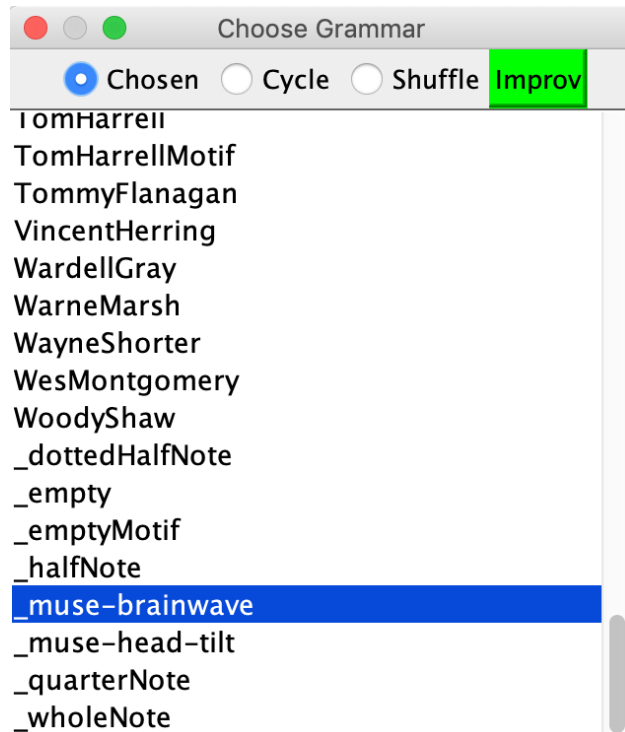 Choose Grammar
Chosen Cycle Shuffle Improv
TomHarrell
TomHarrellMotif
TommyFlanagan
VincentHerring
WardellGray
WarneMarsh
WayneShorter
WesMontgomery
WoodyShaw
_dottedHalfNote
_empty
_emptyMotif
_halfNote
_muse-brainwave
_muse-head-tilt
_quarterNote
_wholeNote